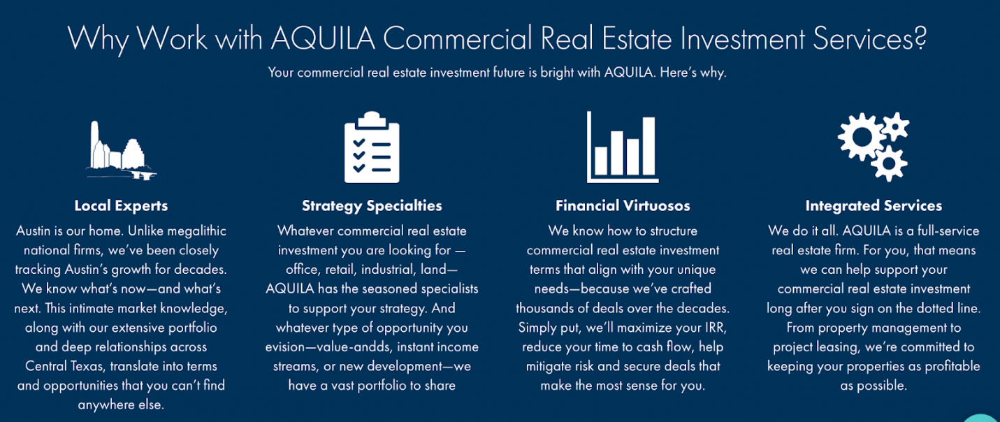 Why Work with AQUILA Commercial Real Estate Investment Services?
Your commercial real estate investment future is bright with AQUILA. Here's why.
Local Experts
Austin is our home. Unlike megalithic
national firms, we've been closely
tracking Austin's growth for decades.
We know what's now—and what's
next. This intimate market knowledge,
along with our extensive portfolio
and deep relationships across
Central Texas, translate into terms
and opportunities that you can't find
anywhere else.
Strategy Specialties
Whatever commercial real estate
investment you are looking for —
office, retail, industrial, land—
AQUILA has the seasoned specialists
to support your strategy. And
whatever type of opportunity you
evision—value-andds, instant income
streams, or new development—we
have a vast portfolio to share
Financial Virtuosos
We know how to structure
commercial real estate investment
terms that align with your unique
needs—because we've crafted
thousands of deals over the decades.
Simply put, we'll maximize your IRR,
reduce your time to cash flow, help
mitigate risk and secure deals that
make the most sense for you.
Integrated Services
We do it all. AQUILA is a full-service
real estate firm. For you, that means
we can help support your
commercial real estate investment
long after you sign on the dotted line.
From property management to
project leasing, we're committed to
keeping your properties as profitable
as possible.